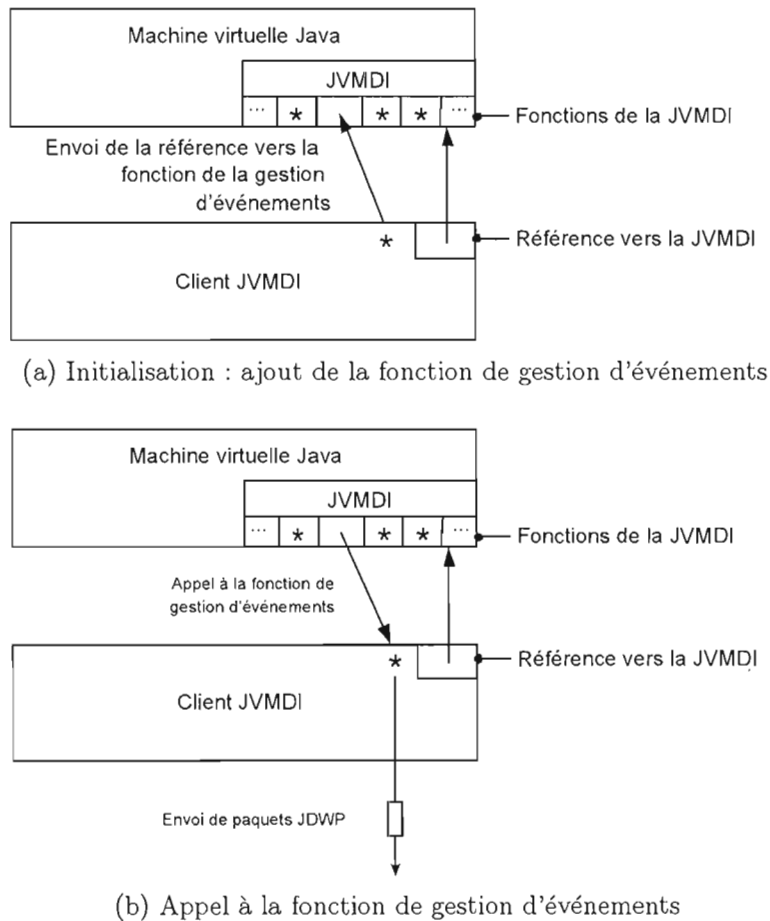 Machine virtuelle Java
JVMDI
... * * * ...
Fonctions de la JVMDI
Envoi de la référence vers la
fonction de la gestion
d'événements
*
Référence vers la JVMDI
Client JVMDI
(a) Initialisation : ajout de la fonction de gestion d'événements
Machine virtuelle Java
JVMDI
... * * * ...
Fonctions de la JVMDI
Appel à la fonction de
gestion d'événements
*
Référence vers la JVMDI
Client JVMDI
Envoi de paquets JDWP
(b) Appel à la fonction de gestion d'événements